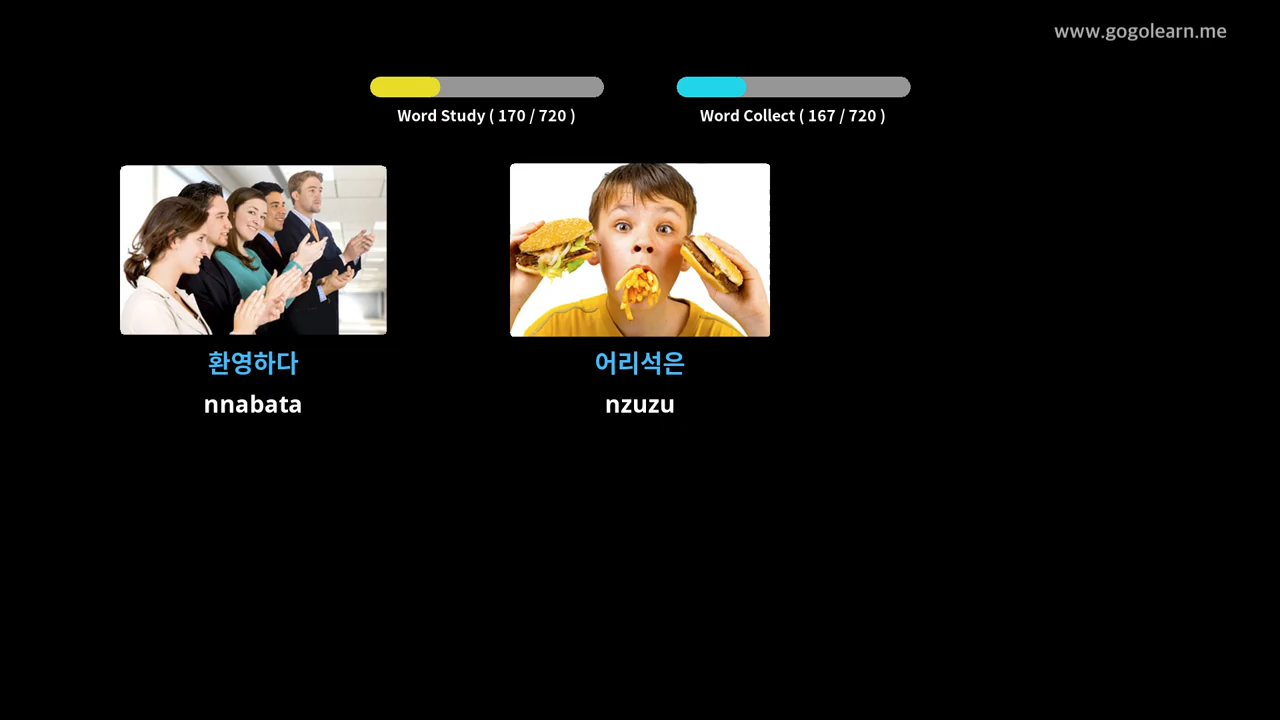 www.gogolearn.me
Word Study ( 170 / 720 )
Word Collect ( 167 / 720 )
환영하다
nnabata
어리석은
nzuzu